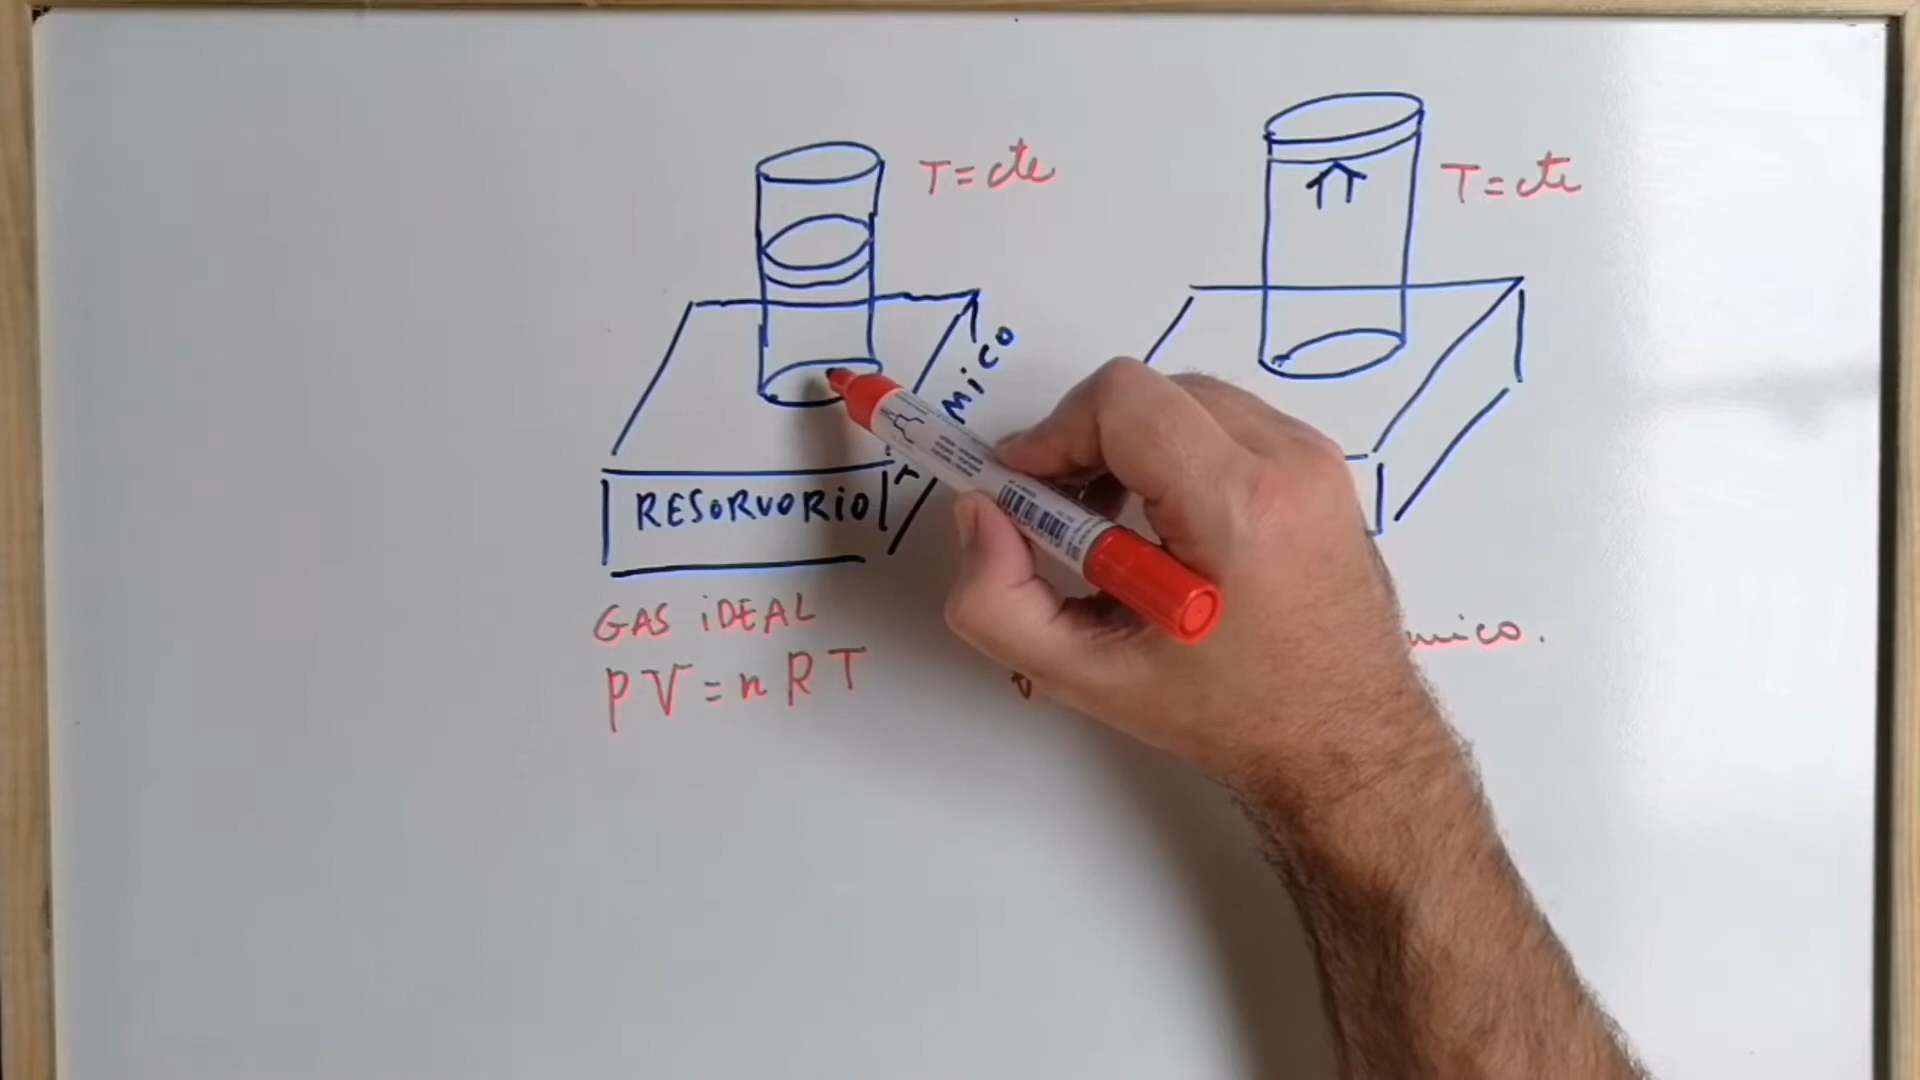 T = cte
T = cte
MICO
RESORVORIO
GAS iDEAL
PV = nRT
mico.